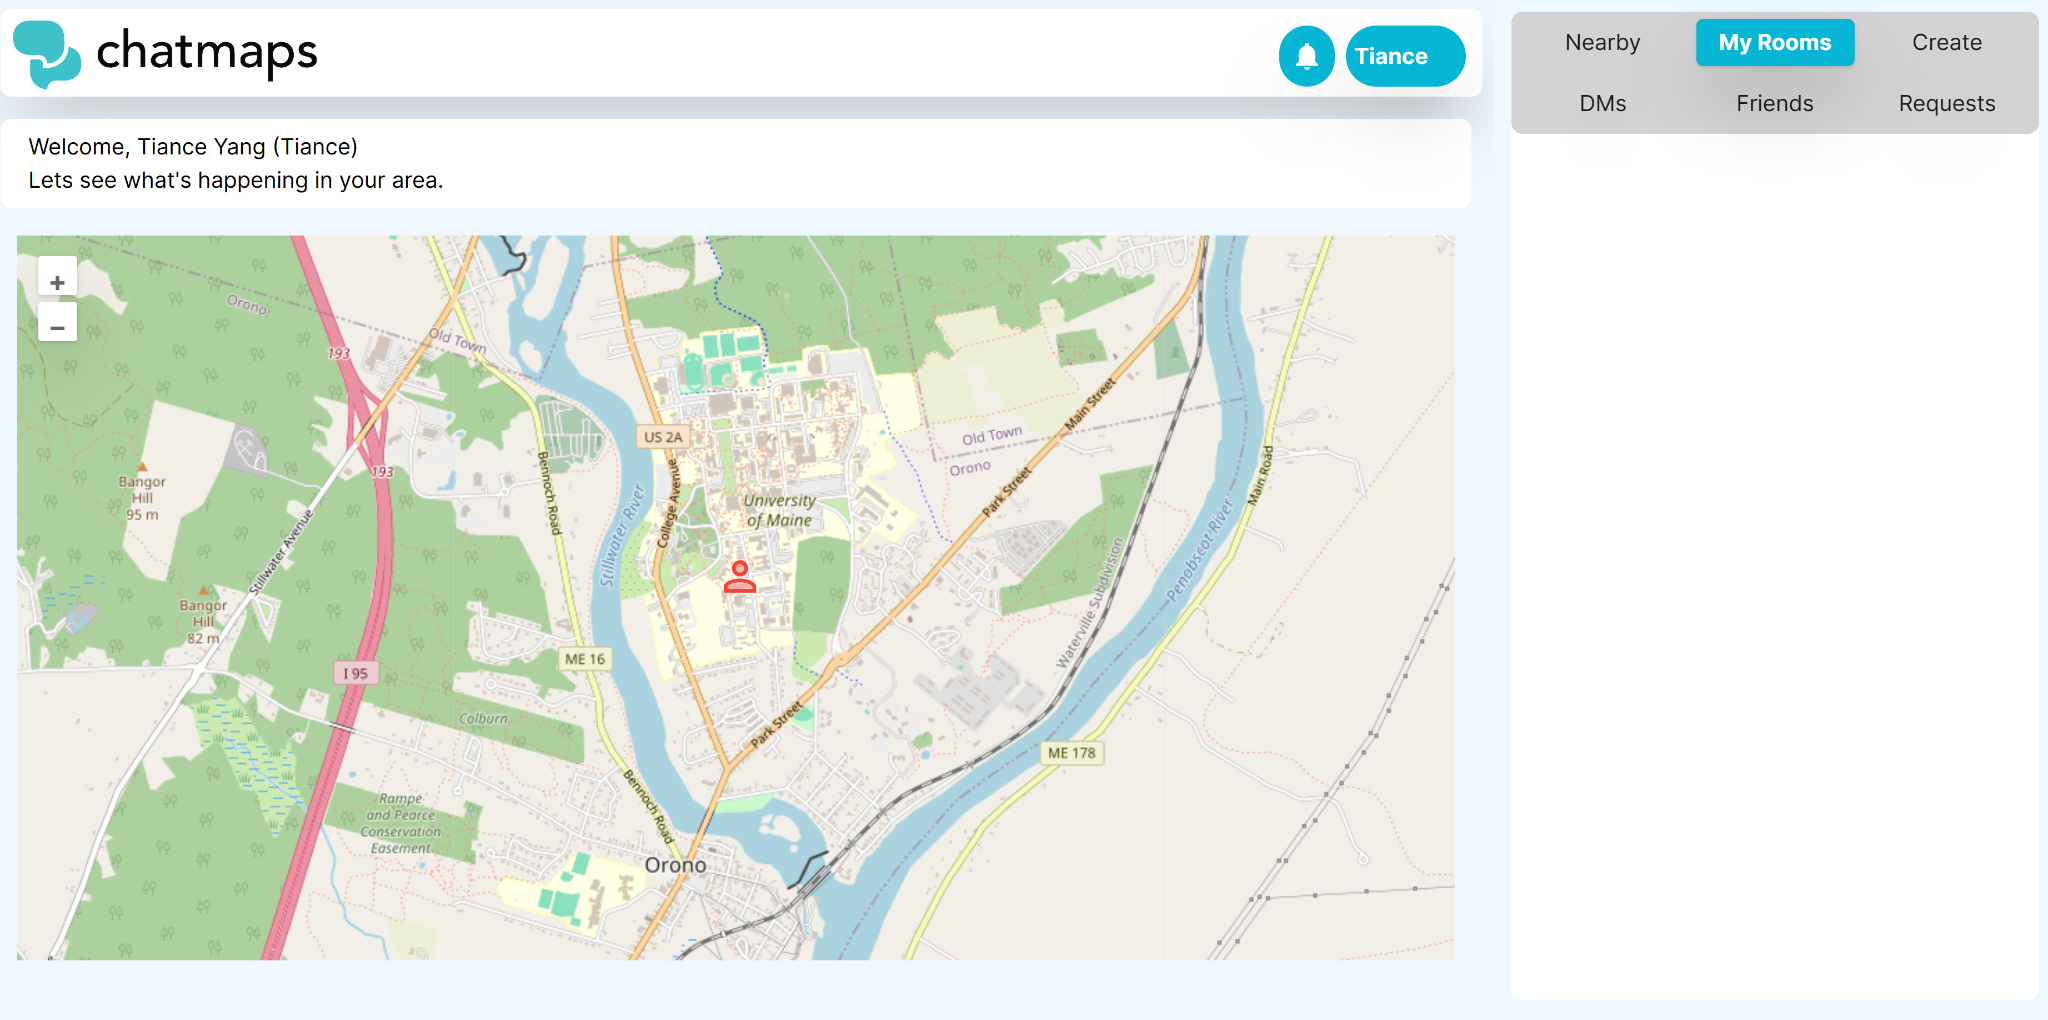 chatmaps
Tiance
Nearby
My Rooms
Create
DMs
Friends
Requests
Welcome, Tiance Yang (Tiance)
Lets see what's happening in your area.
+
−
Orono
Old Town
193
193
US 2A
Main Street
Old Town
Orono
Bangor
Hill
95 m
Bennoch Road
Stillwater River
College Avenue
University
of Maine
Park Street
Main Road
Stillwater Avenue
Penobscot River
Waterville Subdivision
Bangor
Hill
82 m
ME 16
I 95
Colburn
Park Street
ME 178
Bennoch Road
Rampe
and Pearce
Conservation
Easement
Orono